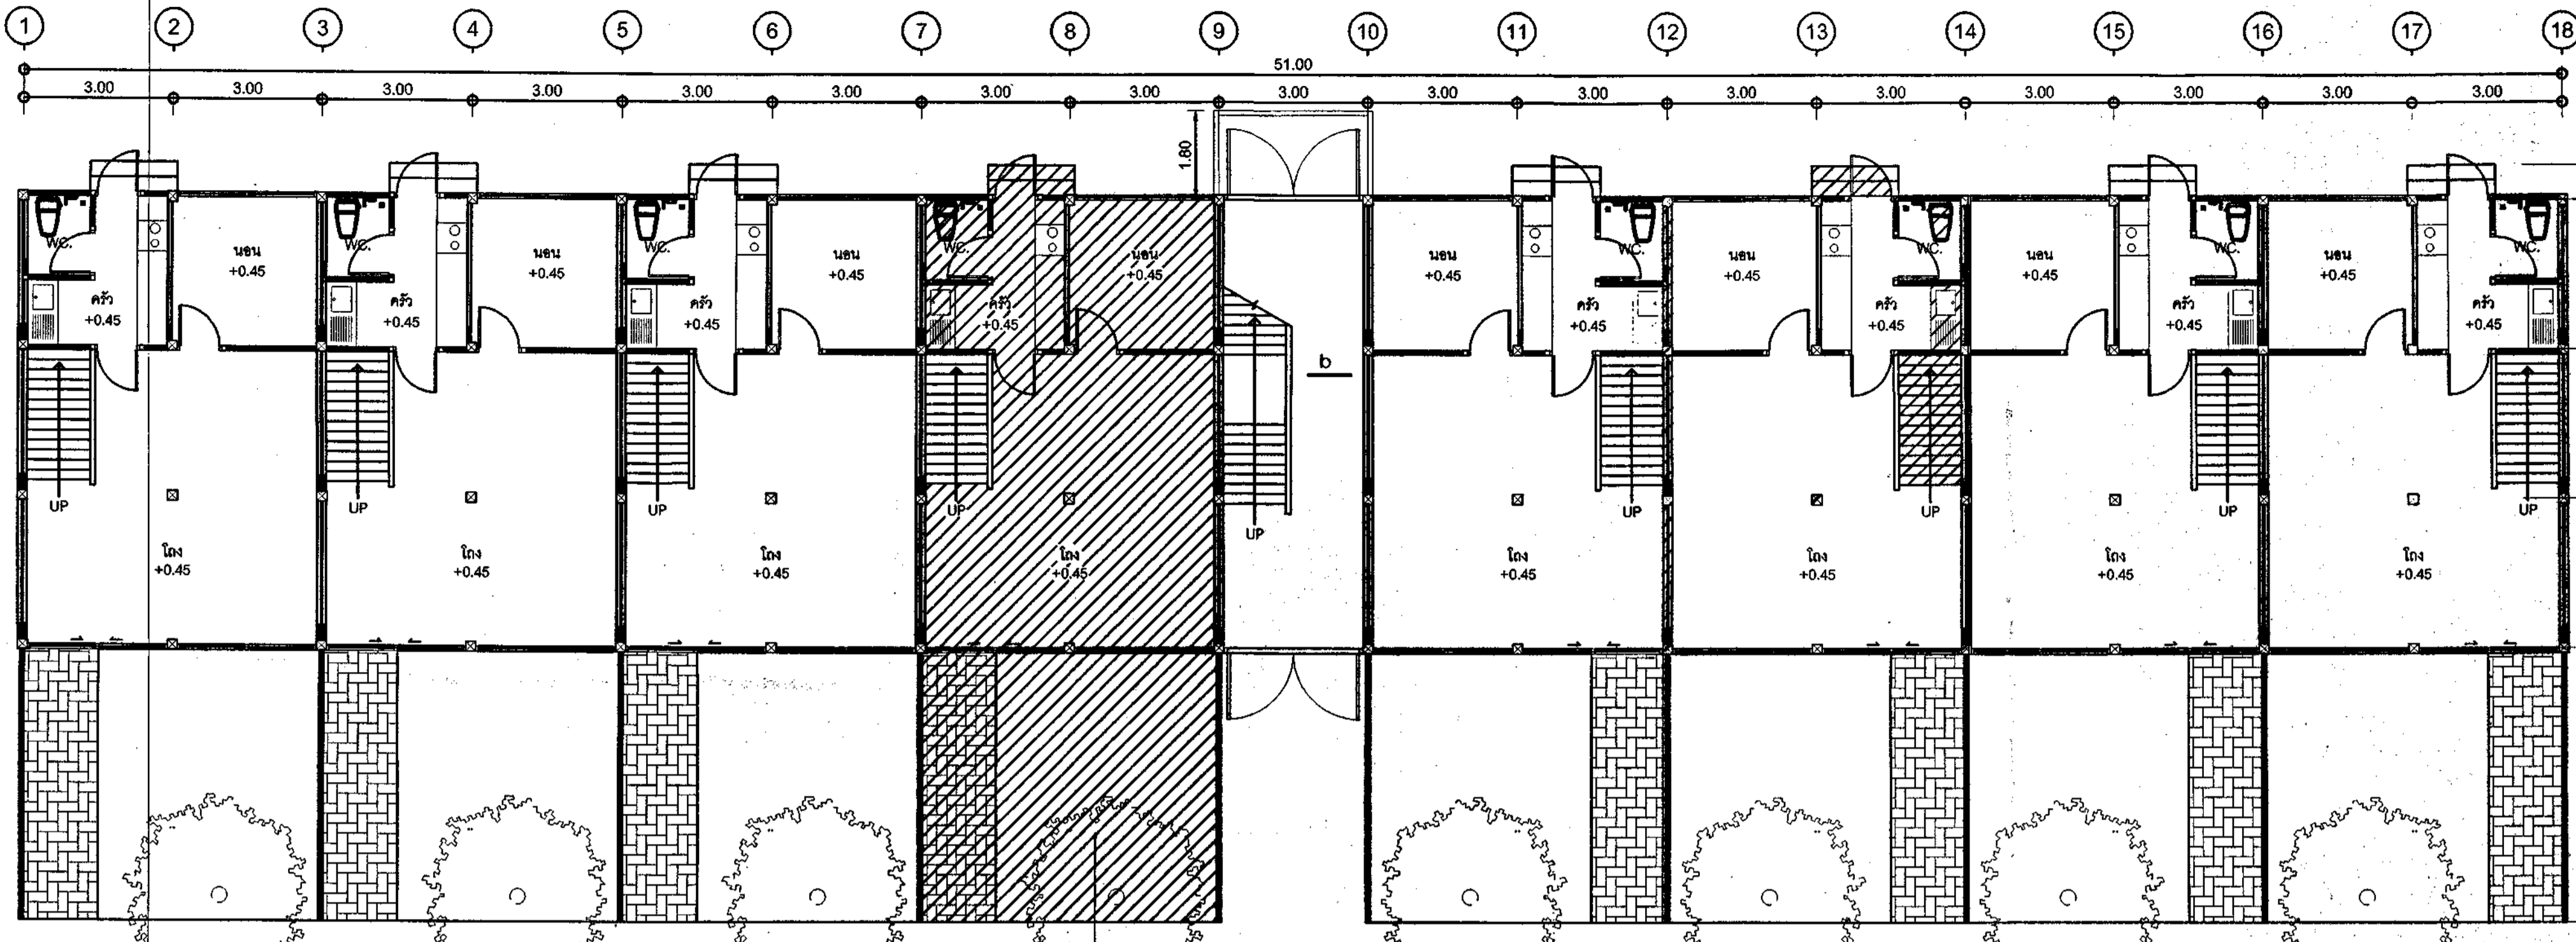 1 2 3 4 5 6 7 8 9 10 11 12 13 14 15 16 17 18
51.00
3.00 3.00 3.00 3.00 3.00 3.00 3.00 3.00 3.00 3.00 3.00 3.00 3.00 3.00 3.00 3.00 3.00
1.80
WC. WC. WC. WC. WC. WC. WC. WC.
นอน นอน นอน นอน นอน นอน นอน นอน
+0.45 +0.45 +0.45 +0.45 +0.45 +0.45 +0.45 +0.45
ครัว ครัว ครัว ครัว ครัว ครัว ครัว ครัว
+0.45 +0.45 +0.45 +0.45 +0.45 +0.45 +0.45 +0.45
b
UP UP UP UP UP UP UP UP UP
โถง โถง โถง โถง โถง โถง โถง โถง
+0.45 +0.45 +0.45 +0.45 +0.45 +0.45 +0.45 +0.45